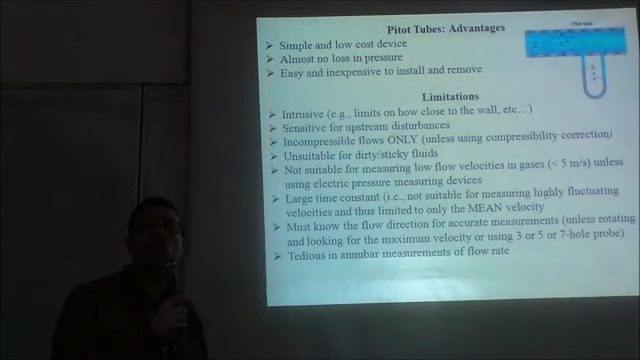 Pitot Tubes: Advantages
➢ Simple and low cost device
➢ Almost no loss in pressure
➢ Easy and inexpensive to install and remove
Limitations
➢ Intrusive (e.g., limits on how close to the wall, etc…)
➢ Sensitive for upstream disturbances
➢ Incompressible flows ONLY (unless using compressibility correction)
➢ Unsuitable for dirty/sticky fluids
➢ Not suitable for measuring low flow velocities in gases (< 5 m/s) unless
using electric pressure measuring devices
➢ Large time constant (i.e., not suitable for measuring highly fluctuating
velocities and thus limited to only the MEAN velocity
➢ Must know the flow direction for accurate measurements (unless rotating
and looking for the maximum velocity or using 3 or 5 or 7-hole probe)
➢ Tedious in annubar measurements of flow rate